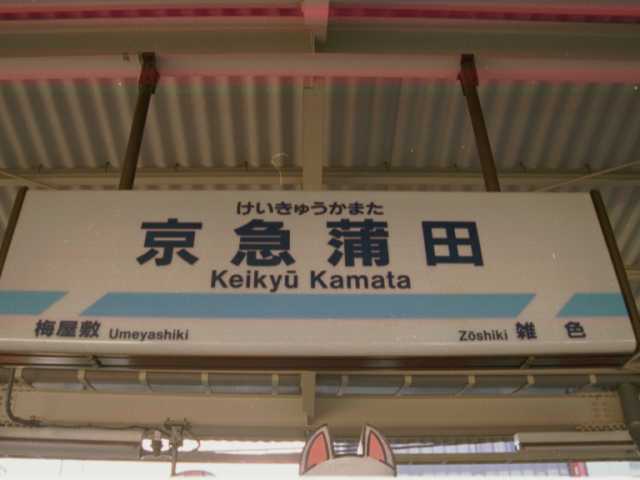 けいきゅうかまた
京急蒲田
Keikyū Kamata
梅屋敷 Umeyashiki
Zōshiki 雑色